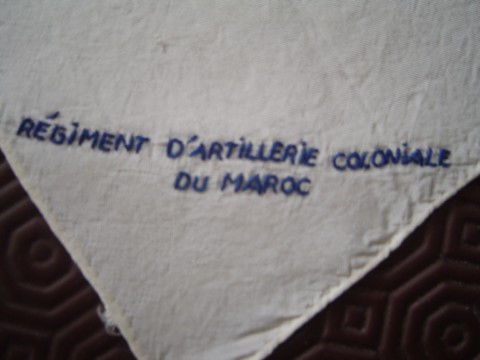 RÉGiMENT D'ARTiLLERiE COLONiALE
DU MAROC